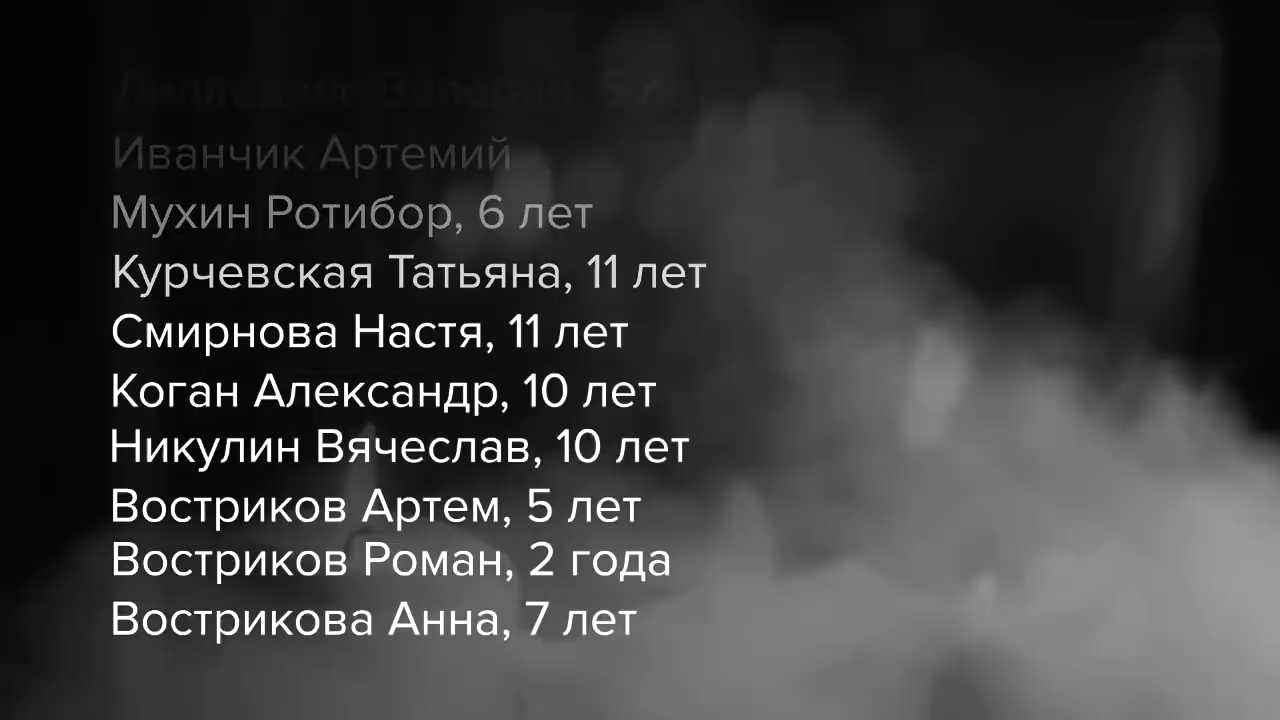 Иванчик Артемий
Мухин Ротибор, 6 лет
Курчевская Татьяна, 11 лет
Смирнова Настя, 11 лет
Коган Александр, 10 лет
Никулин Вячеслав, 10 лет
Востриков Артем, 5 лет
Востриков Роман, 2 года
Вострикова Анна, 7 лет